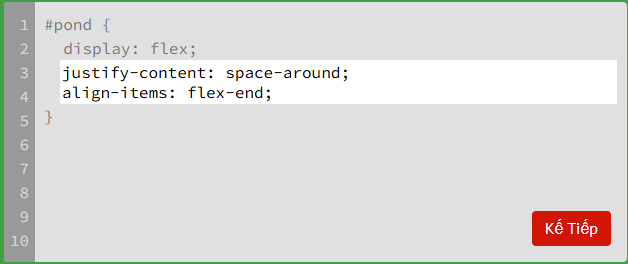 1 #pond {
2 display: flex;
3 justify-content: space-around;
4 align-items: flex-end;
5 }
6
7
8
9
10
Kế Tiếp